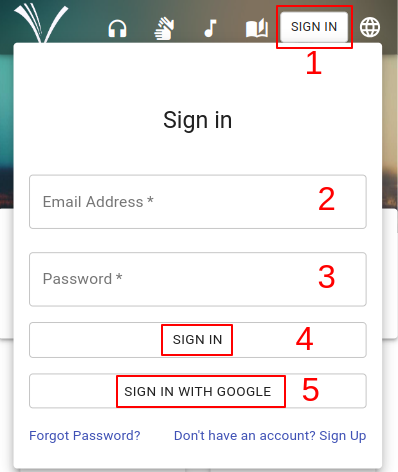 SIGN IN
1
Sign in
Email Address * 2
Password * 3
SIGN IN 4
SIGN IN WITH GOOGLE 5
Forgot Password? Don't have an account? Sign Up